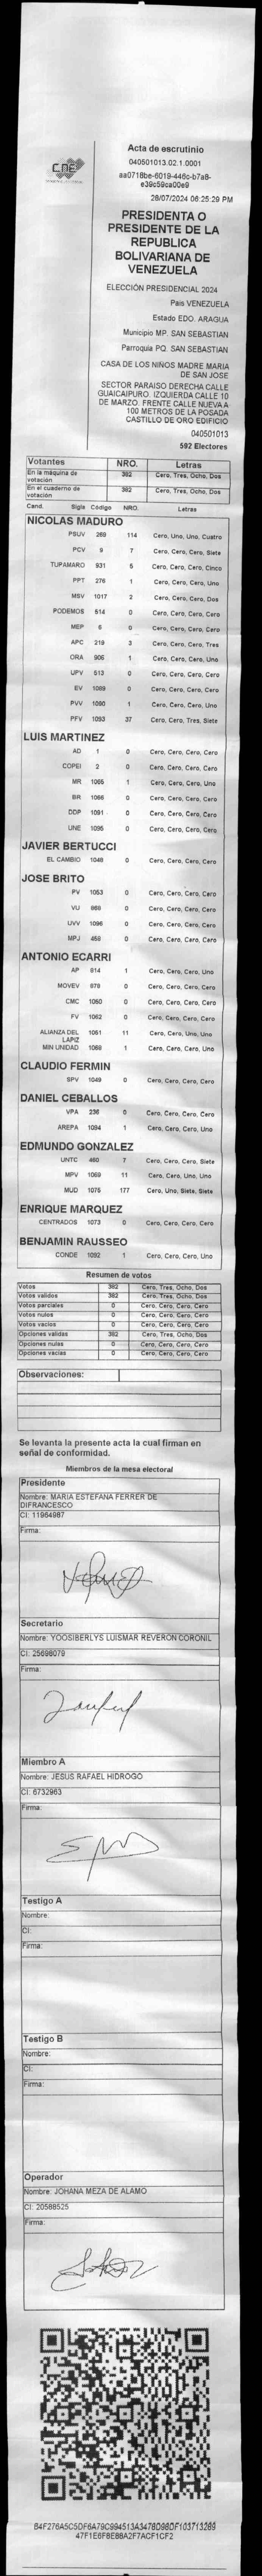 CNE
Acta de escrutinio
040501013.02.1.0001
aa0718be-6019-446c-b7a8-
e39c59ca00e9
28/07/2024 06:25:29 PM
PRESIDENTA O
PRESIDENTE DE LA
REPUBLICA
BOLIVARIANA DE
VENEZUELA
ELECCIÓN PRESIDENCIAL 2024
Pais VENEZUELA
Estado EDO. ARAGUA
Municipio MP. SAN SEBASTIAN
Parroquia PQ. SAN SEBASTIAN
CASA DE LOS NIÑOS MADRE MARIA
DE SAN JOSE
SECTOR PARAISO DERECHA CALLE
GUAICAIPURO. IZQUIERDA CALLE 10
DE MARZO. FRENTE CALLE NUEVA A
100 METROS DE LA POSADA
CASTILLO DE ORO EDIFICIO
040501013
592 Electores
Votantes NRO. Letras
En la máquina de votación 382 Cero, Tres, Ocho, Dos
En el cuaderno de votación 382 Cero, Tres, Ocho, Dos
Cand. Sigla Código NRO. Letras
NICOLAS MADURO
PSUV 269 114 Cero, Uno, Uno, Cuatro
PCV 9 7 Cero, Cero, Cero, Siete
TUPAMARO 931 5 Cero, Cero, Cero, Cinco
PPT 276 1 Cero, Cero, Cero, Uno
MSV 1017 2 Cero, Cero, Cero, Dos
PODEMOS 514 0 Cero, Cero, Cero, Cero
MEP 6 0 Cero, Cero, Cero, Cero
APC 219 3 Cero, Cero, Cero, Tres
ORA 906 1 Cero, Cero, Cero, Uno
UPV 513 0 Cero, Cero, Cero, Cero
EV 1089 0 Cero, Cero, Cero, Cero
PVV 1090 1 Cero, Cero, Cero, Uno
PFV 1093 37 Cero, Cero, Tres, Siete
LUIS MARTINEZ
AD 1 0 Cero, Cero, Cero, Cero
COPEI 2 0 Cero, Cero, Cero, Cero
MR 1065 1 Cero, Cero, Cero, Uno
BR 1066 0 Cero, Cero, Cero, Cero
DDP 1091 0 Cero, Cero, Cero, Cero
UNE 1095 0 Cero, Cero, Cero, Cero
JAVIER BERTUCCI
EL CAMBIO 1048 0 Cero, Cero, Cero, Cero
JOSE BRITO
PV 1053 0 Cero, Cero, Cero, Cero
VU 868 0 Cero, Cero, Cero, Cero
UVV 1096 0 Cero, Cero, Cero, Cero
MPJ 458 0 Cero, Cero, Cero, Cero
ANTONIO ECARRI
AP 814 1 Cero, Cero, Cero, Uno
MOVEV 978 0 Cero, Cero, Cero, Cero
CMC 1050 0 Cero, Cero, Cero, Cero
FV 1062 0 Cero, Cero, Cero, Cero
ALIANZA DEL LAPIZ 1051 11 Cero, Cero, Uno, Uno
MIN UNIDAD 1068 1 Cero, Cero, Cero, Uno
CLAUDIO FERMIN
SPV 1049 0 Cero, Cero, Cero, Cero
DANIEL CEBALLOS
VPA 236 0 Cero, Cero, Cero, Cero
AREPA 1094 1 Cero, Cero, Cero, Uno
EDMUNDO GONZALEZ
UNTC 460 7 Cero, Cero, Cero, Siete
MPV 1069 11 Cero, Cero, Uno, Uno
MUD 1075 177 Cero, Uno, Siete, Siete
ENRIQUE MARQUEZ
CENTRADOS 1073 0 Cero, Cero, Cero, Cero
BENJAMIN RAUSSEO
CONDE 1092 1 Cero, Cero, Cero, Uno
Resumen de votos
Votos 382 Cero, Tres, Ocho, Dos
Votos validos 382 Cero, Tres, Ocho, Dos
Votos parciales 0 Cero, Cero, Cero, Cero
Votos nulos 0 Cero, Cero, Cero, Cero
Votos vacios 0 Cero, Cero, Cero, Cero
Opciones validas 382 Cero, Tres, Ocho, Dos
Opciones nulas 0 Cero, Cero, Cero, Cero
Opciones vacias 0 Cero, Cero, Cero, Cero
Observaciones:
Se levanta la presente acta la cual firman en
señal de conformidad.
Miembros de la mesa electoral
Presidente
Nombre: MARIA ESTEFANA FERRER DE
DIFRANCESCO
CI: 11964987
Firma:
Secretario
Nombre: YOOSIBERLYS LUISMAR REVERON CORONIL
CI: 25698079
Firma:
Miembro A
Nombre: JESUS RAFAEL HIDROGO
CI: 6732963
Firma:
Testigo A
Nombre:
CI:
Firma:
Testigo B
Nombre:
CI:
Firma:
Operador
Nombre: JOHANA MEZA DE ALAMO
CI: 20588525
Firma:
47F1E6F8E88A2F7ACF1CF2